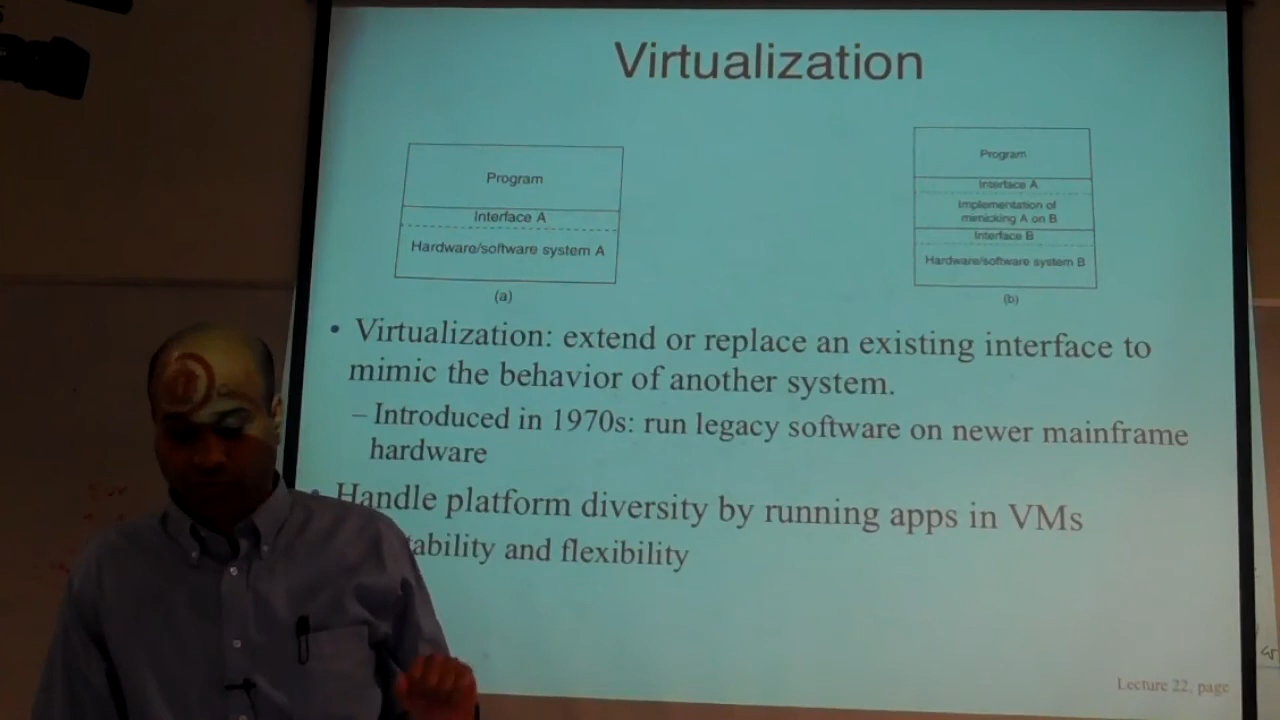 Virtualization
Program
Interface A
Hardware/software system A
(a)
Program
Interface A
Implementation of
mimicking A on B
Interface B
Hardware/software system B
(b)
• Virtualization: extend or replace an existing interface to
mimic the behavior of another system.
– Introduced in 1970s: run legacy software on newer mainframe
hardware
• Handle platform diversity by running apps in VMs
tability and flexibility
Lecture 22, page